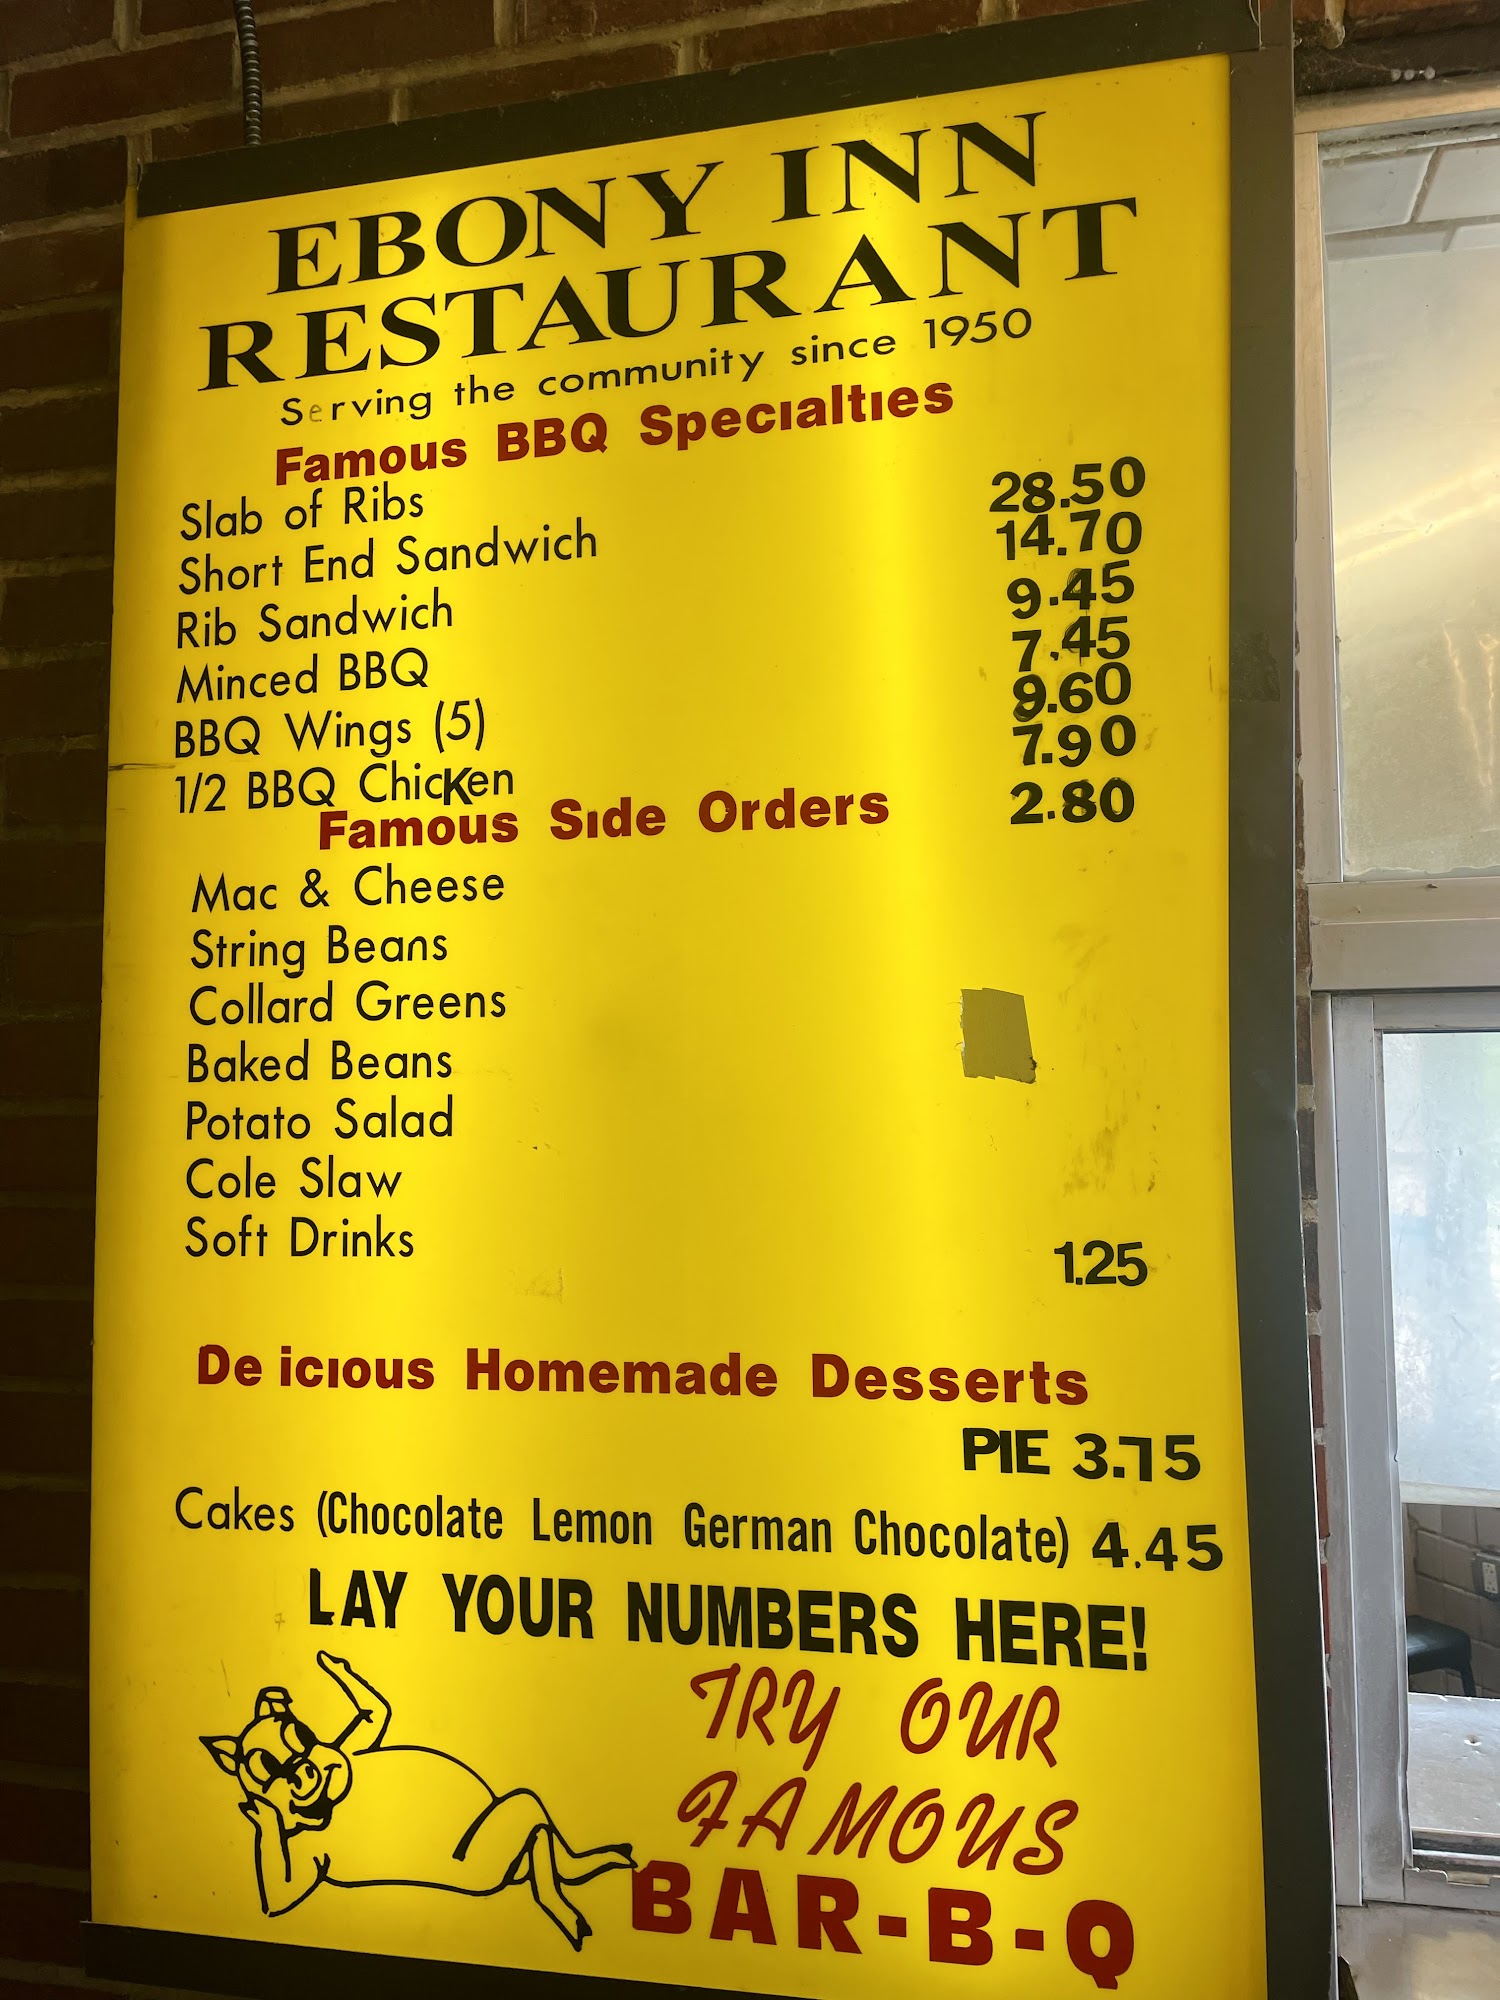 EBONY INN
RESTAURANT
Serving the community since 1950
Famous BBQ Specialties
Slab of Ribs 28.50
Short End Sandwich 14.70
Rib Sandwich 9.45
Minced BBQ 7.45
BBQ Wings (5) 9.60
1/2 BBQ Chicken 7.90
Famous Side Orders 2.80
Mac & Cheese
String Beans
Collard Greens
Baked Beans
Potato Salad
Cole Slaw
Soft Drinks 1.25
De icious Homemade Desserts
PIE 3.75
Cakes (Chocolate Lemon German Chocolate) 4.45
LAY YOUR NUMBERS HERE!
TRY OUR
FAMOUS
BAR-B-Q